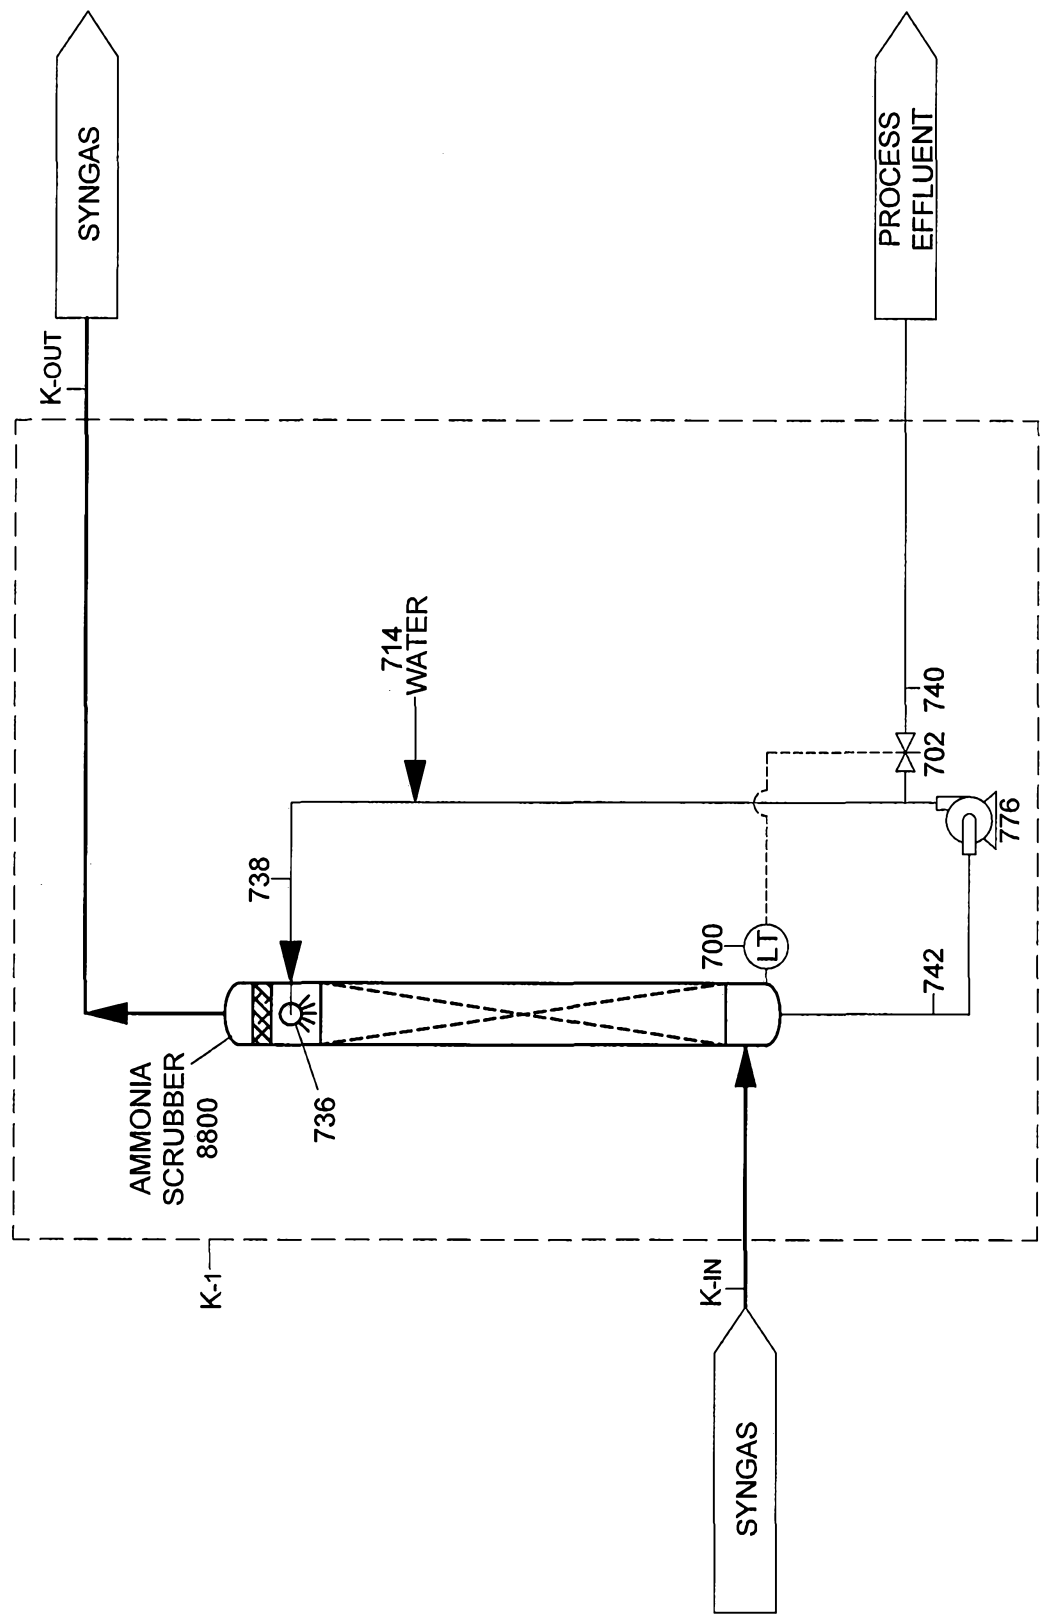 SYNGAS
K-OUT
PROCESS
EFFLUENT
714
WATER
738
740
702
776
700
LT
742
AMMONIA
SCRUBBER
8800
736
K-1
K-IN
SYNGAS